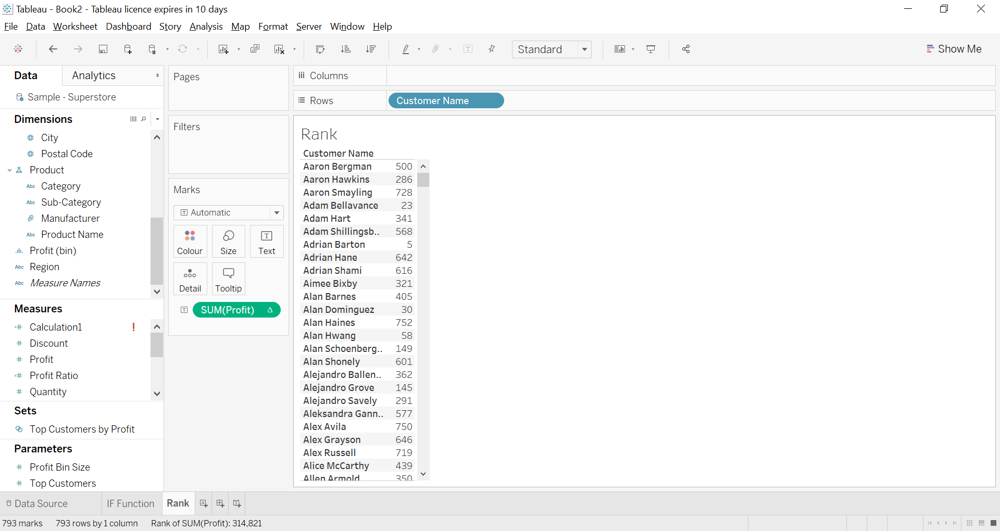 Tableau - Book2 - Tableau licence expires in 10 days
File Data Worksheet Dashboard Story Analysis Map Format Server Window Help
Standard
Show Me
Data Analytics
Sample - Superstore
Dimensions
City
Postal Code
Product
Abc Category
Abc Sub-Category
Manufacturer
Abc Product Name
Profit (bin)
Abc Region
Abc Measure Names
Measures
=# Calculation1 !
# Discount
# Profit
=# Profit Ratio
# Quantity
Sets
Top Customers by Profit
Parameters
# Profit Bin Size
# Top Customers
Pages
Filters
Marks
T Automatic
Colour Size Text
Detail Tooltip
T SUM(Profit) Δ
Columns
Rows Customer Name
Rank
Customer Name
Aaron Bergman 500
Aaron Hawkins 286
Aaron Smayling 728
Adam Bellavance 23
Adam Hart 341
Adam Shillingsb.. 568
Adrian Barton 5
Adrian Hane 642
Adrian Shami 616
Aimee Bixby 321
Alan Barnes 405
Alan Dominguez 30
Alan Haines 752
Alan Hwang 58
Alan Schoenberg.. 149
Alan Shonely 601
Alejandro Ballen.. 362
Alejandro Grove 145
Alejandro Savely 291
Aleksandra Gann.. 577
Alex Avila 750
Alex Grayson 646
Alex Russell 719
Alice McCarthy 439
Allen Armold 350
Data Source IF Function Rank
793 marks 793 rows by 1 column Rank of SUM(Profit): 314,821